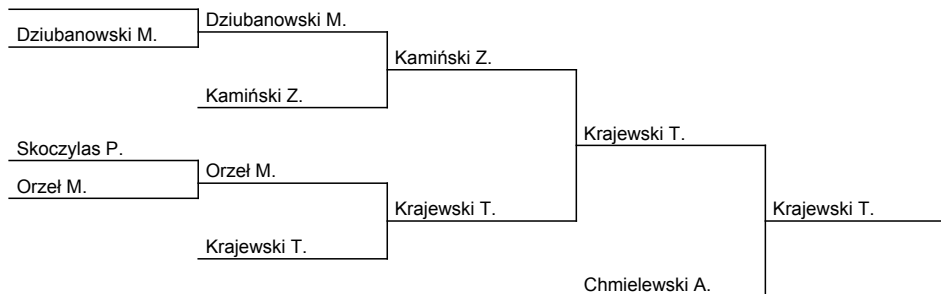 Dziubanowski M.
Dziubanowski M.
Kamiński Z.
Kamiński Z.
Skoczylas P.
Orzeł M.
Orzeł M.
Krajewski T.
Krajewski T.
Krajewski T.
Chmielewski A.
Krajewski T.